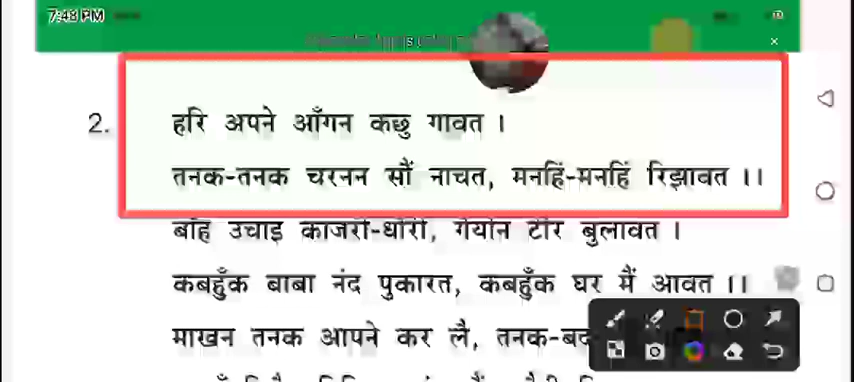 7:48 PM
2. हरि अपने आँगन कछु गावत ।
तनक-तनक चरनन सौं नाचत, मनहिं-मनहिं रिझावत ।।
बाँह उचाइ काजरी-धौरी, गैयनि टेरि बुलावत ।
कबहुँक बाबा नंद पुकारत, कबहुँक घर मैं आवत ।।
माखन तनक आपने कर लै, तनक-बद